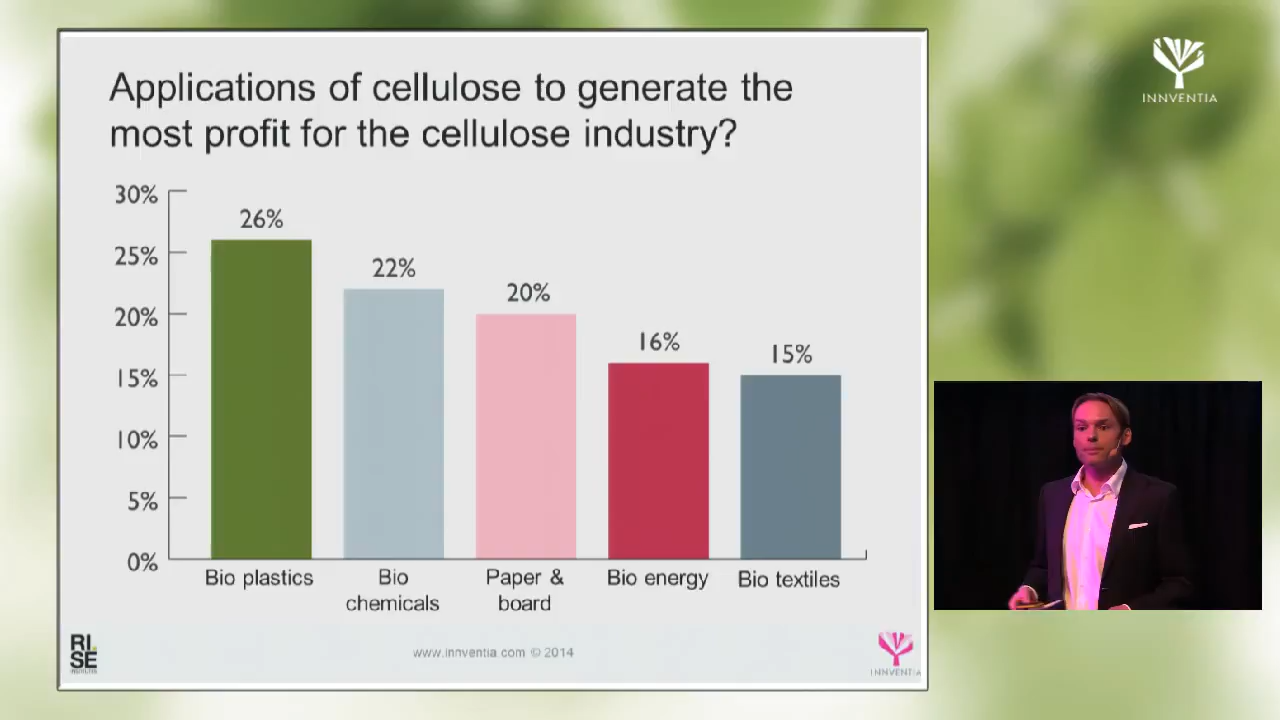 INNVENTIA
Applications of cellulose to generate the
most profit for the cellulose industry?
30%
25%
20%
15%
10%
5%
0%
26%
22%
20%
16%
15%
Bio plastics
Bio
chemicals
Paper &
board
Bio energy
Bio textiles
RI.
SE
www.innventia.com © 2014
INNVENTIA